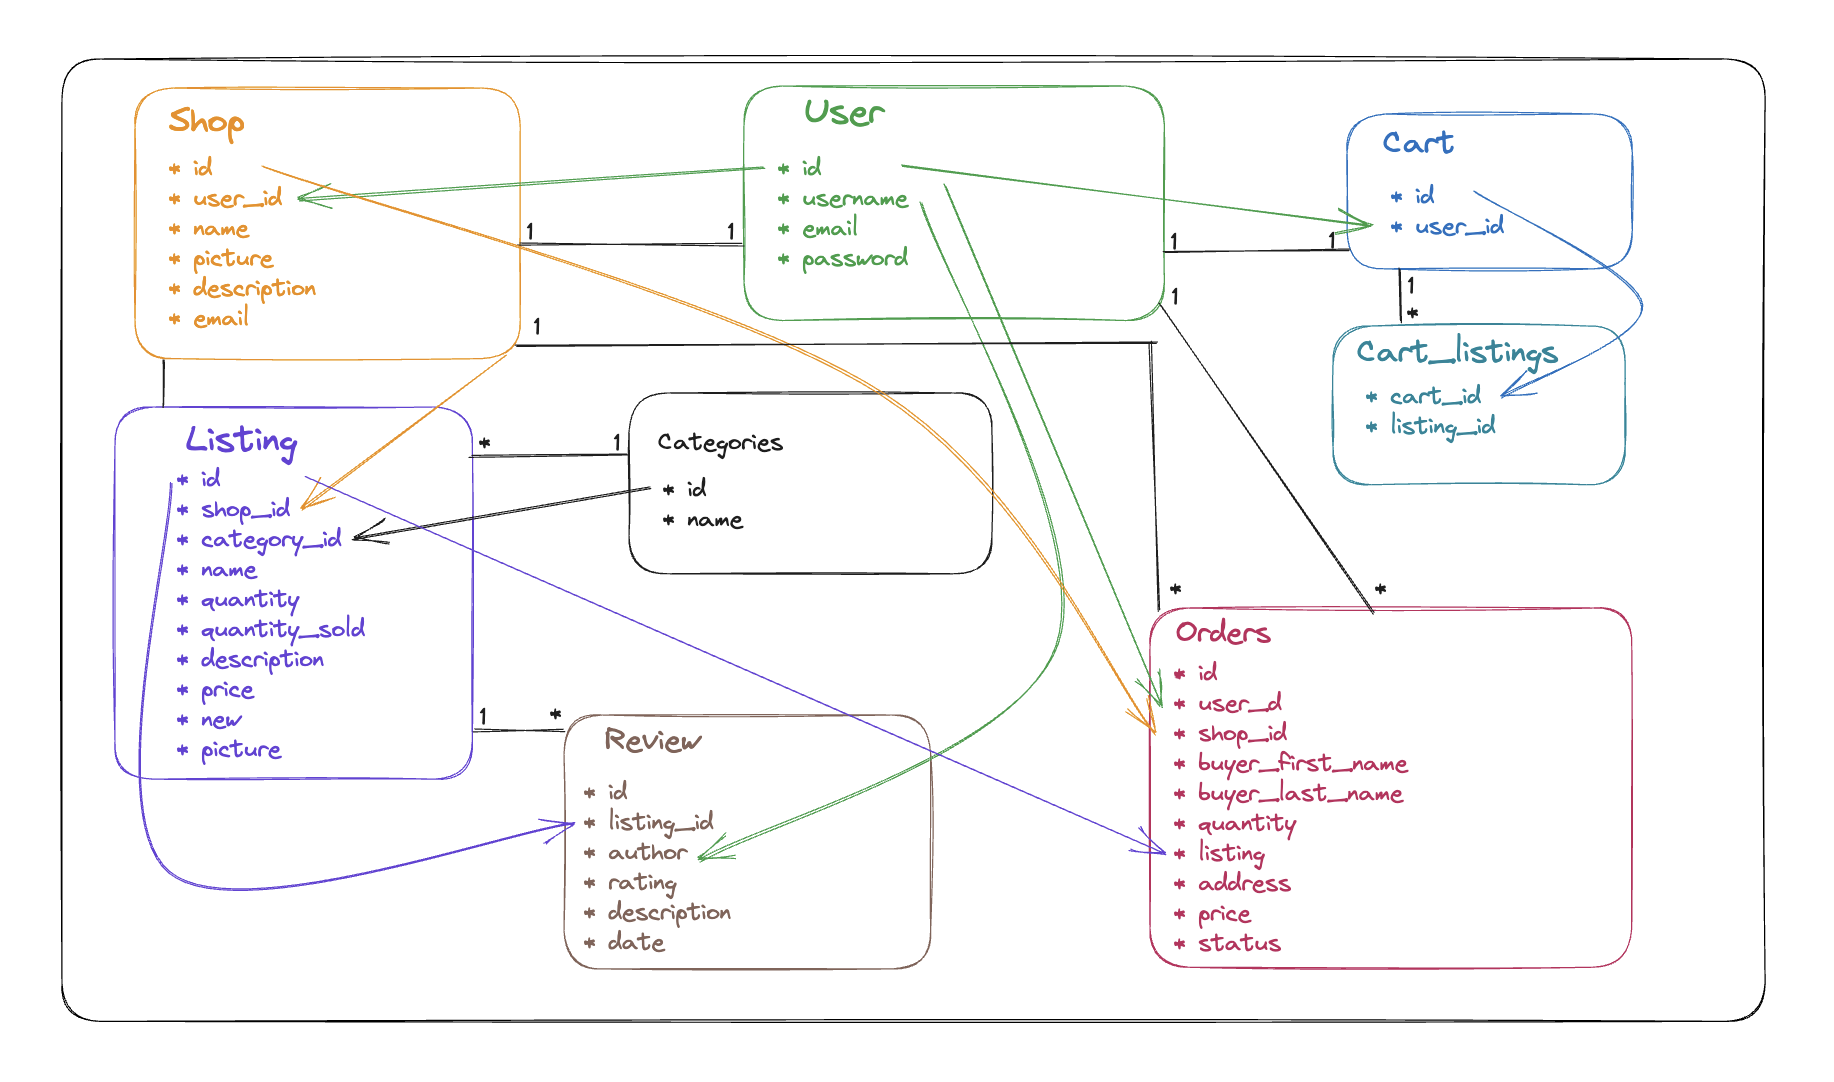 Shop
* id
* user_id
* name
* picture
* description
* email
User
* id
* username
* email
* password
Cart
* id
* user_id
1 1
1 1
1
*
1
1
Cart_listings
* cart_id
* listing_id
Listing
* id
* shop_id
* category_id
* name
* quantity
* quantity_sold
* description
* price
* new
* picture
* 1
Categories
* id
* name
* *
1 *
Review
* id
* listing_id
* author
* rating
* description
* date
Orders
* id
* user_d
* shop_id
* buyer_first_name
* buyer_last_name
* quantity
* listing
* address
* price
* status